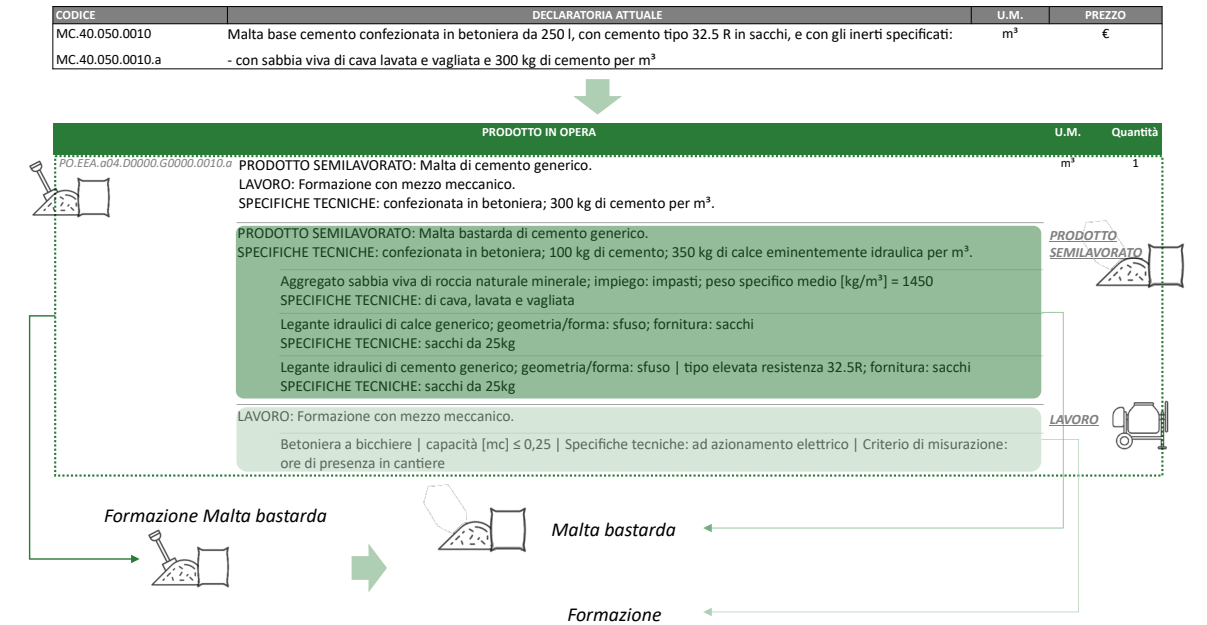 CODICE DECLARATORIA ATTUALE U.M. PREZZO
MC.40.050.0010 Malta base cemento confezionata in betoniera da 250 l, con cemento tipo 32.5 R in sacchi, e con gli inerti specificati: m³ €
MC.40.050.0010.a - con sabbia viva di cava lavata e vagliata e 300 kg di cemento per m³
PRODOTTO IN OPERA U.M. Quantità
PO.EEA.a04.D0000.G0000.0010.a PRODOTTO SEMILAVORATO: Malta di cemento generico. m³ 1
LAVORO: Formazione con mezzo meccanico.
SPECIFICHE TECNICHE: confezionata in betoniera; 300 kg di cemento per m³.
PRODOTTO SEMILAVORATO: Malta bastarda di cemento generico. PRODOTTO
SPECIFICHE TECNICHE: confezionata in betoniera; 100 kg di cemento; 350 kg di calce eminentemente idraulica per m³. SEMILAVORATO
Aggregato sabbia viva di roccia naturale minerale; impiego: impasti; peso specifico medio [kg/m³] = 1450
SPECIFICHE TECNICHE: di cava, lavata e vagliata
Legante idraulici di calce generico; geometria/forma: sfuso; fornitura: sacchi
SPECIFICHE TECNICHE: sacchi da 25kg
Legante idraulici di cemento generico; geometria/forma: sfuso | tipo elevata resistenza 32.5R; fornitura: sacchi
SPECIFICHE TECNICHE: sacchi da 25kg
LAVORO: Formazione con mezzo meccanico. LAVORO
Betoniera a bicchiere | capacità [mc] ≤ 0,25 | Specifiche tecniche: ad azionamento elettrico | Criterio di misurazione:
ore di presenza in cantiere
Formazione Malta bastarda
Malta bastarda
Formazione